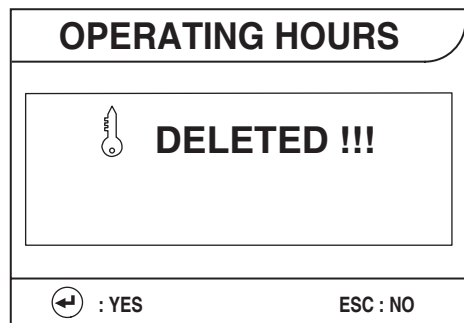 OPERATING HOURS
DELETED !!!
: YES ESC : NO